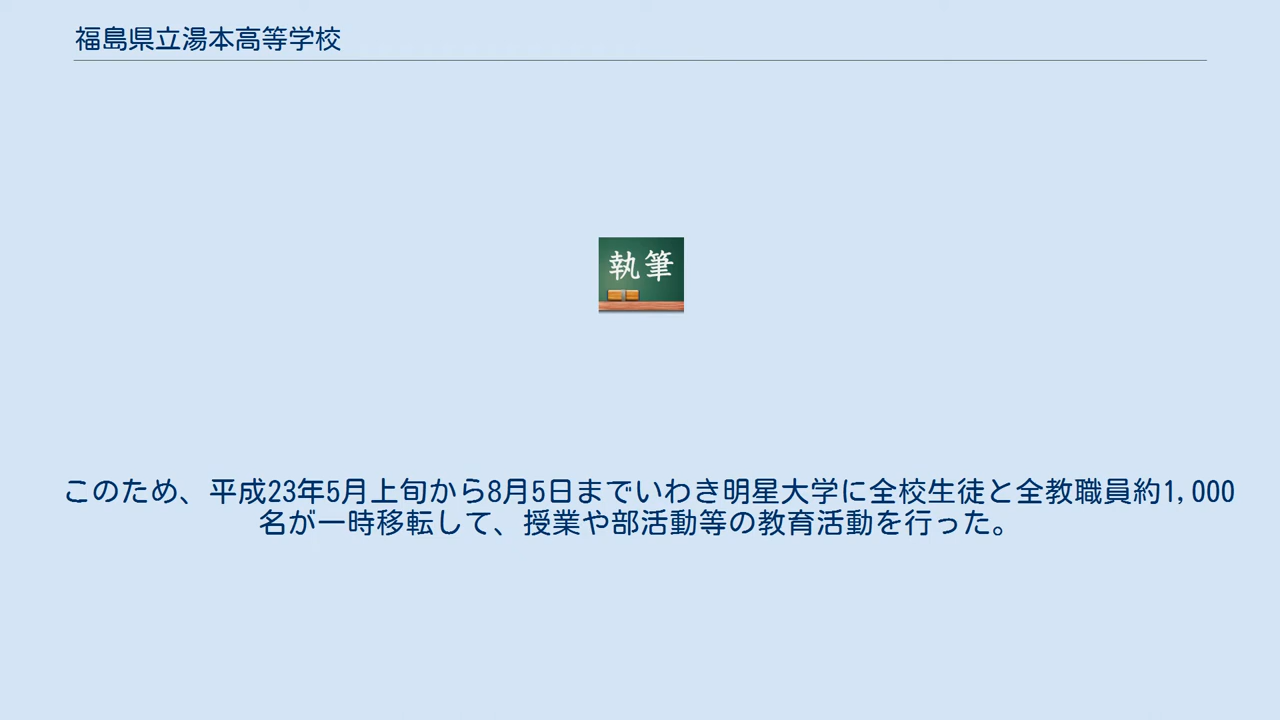 福島県立湯本高等学校
執筆
このため、平成23年5月上旬から8月5日までいわき明星大学に全校生徒と全教職員約1,000
名が一時移転して、授業や部活動等の教育活動を行った。